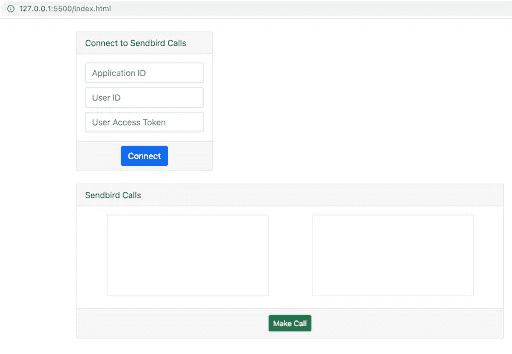 127.0.0.1:5500/index.html
Connect to Sendbird Calls
Application ID
User ID
User Access Token
Connect
Sendbird Calls
Make Call